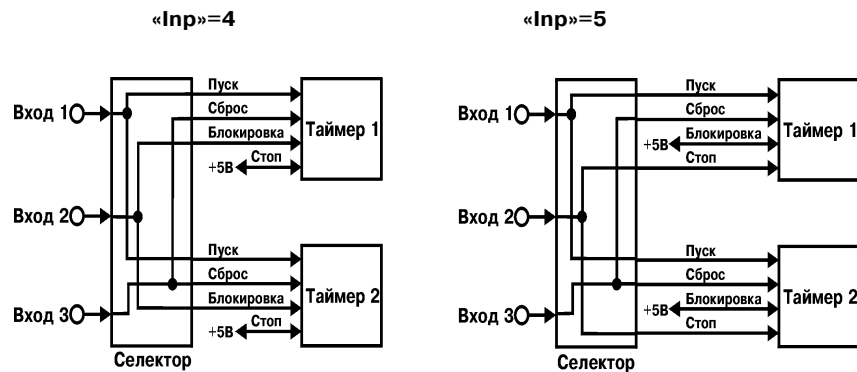 «Inp»=4
Вход 1
Вход 2
Вход 3
Пуск
Сброс
Блокировка
+5В
Стоп
Таймер 1
Пуск
Сброс
Блокировка
+5В
Стоп
Таймер 2
Селектор
«Inp»=5
Вход 1
Вход 2
Вход 3
Пуск
Сброс
Блокировка
+5В
Стоп
Таймер 1
Пуск
Сброс
Блокировка
+5В
Стоп
Таймер 2
Селектор